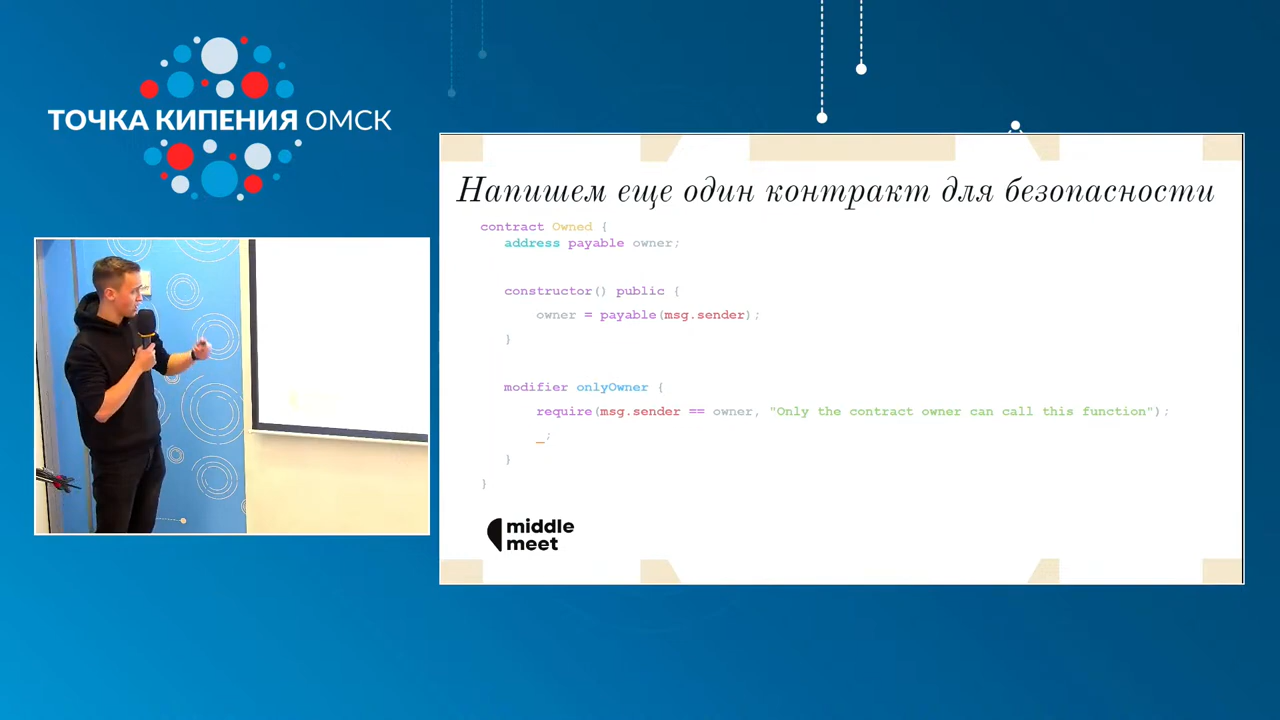 ТОЧКА КИПЕНИЯ ОМСК
Напишем еще один контракт для безопасности
contract Owned {
address payable owner;
constructor() public {
owner = payable(msg.sender);
}
modifier onlyOwner {
require(msg.sender == owner, "Only the contract owner can call this function");
_;
}
}
middle
meet